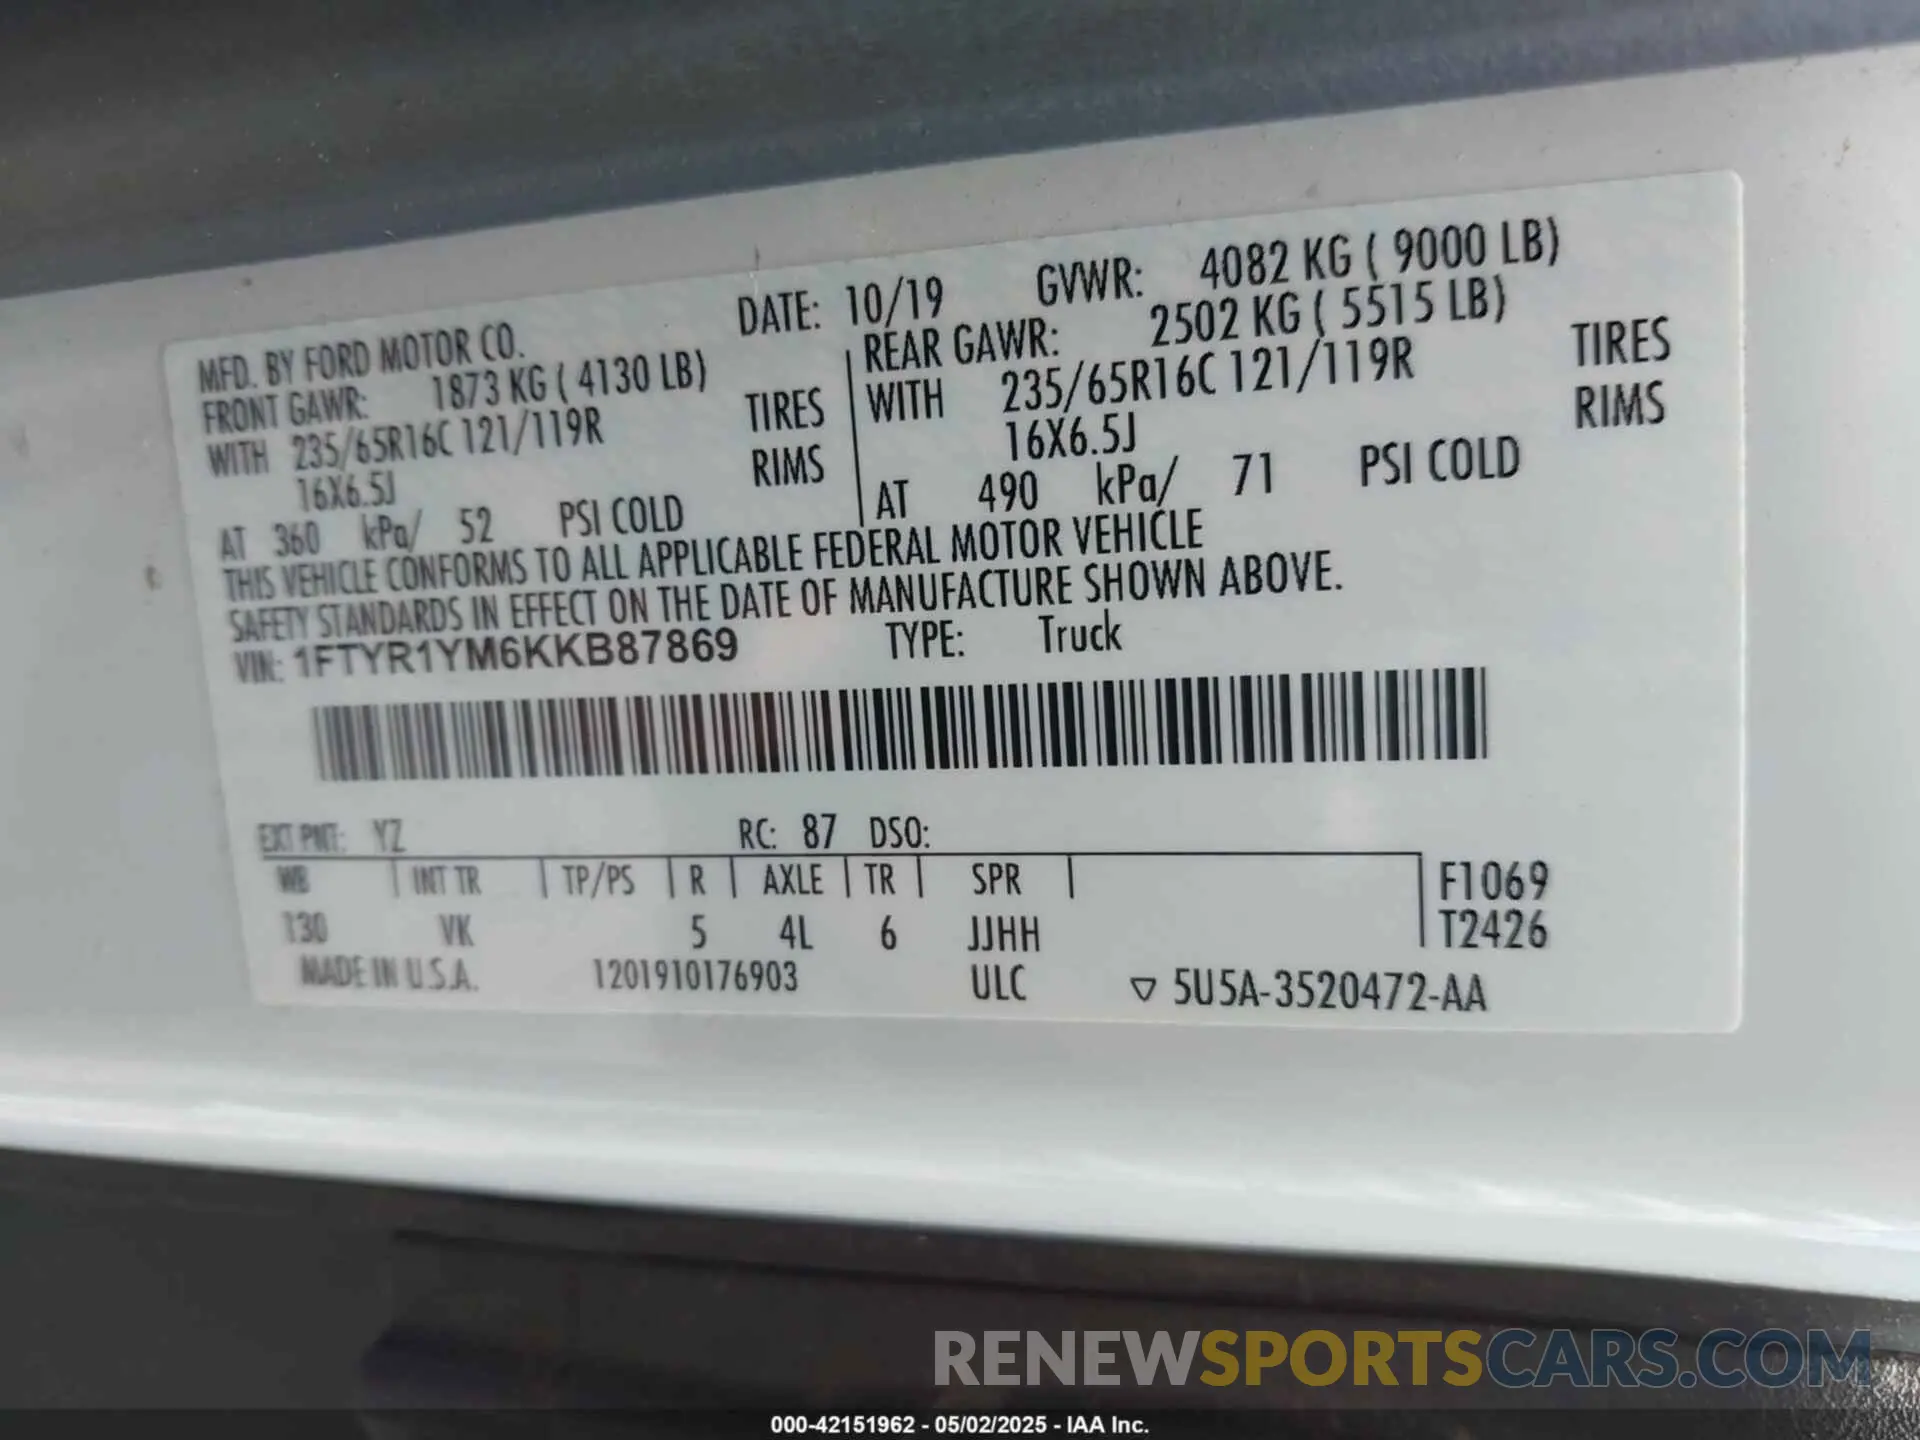 MFD. BY FORD MOTOR CO. DATE: 10/19 GVWR: 4082 KG ( 9000 LB)
FRONT GAWR: 1873 KG ( 4130 LB) REAR GAWR: 2502 KG ( 5515 LB)
WITH 235/65R16C 121/119R TIRES WITH 235/65R16C 121/119R TIRES
16X6.5J RIMS 16X6.5J RIMS
AT 360 kPa/ 52 PSI COLD AT 490 kPa/ 71 PSI COLD
THIS VEHICLE CONFORMS TO ALL APPLICABLE FEDERAL MOTOR VEHICLE
SAFETY STANDARDS IN EFFECT ON THE DATE OF MANUFACTURE SHOWN ABOVE.
VIN: 1FTYR1YM6KKB87869 TYPE: Truck
EXT PNT: YZ RC: 87 DSO:
WB INT TR TP/PS R AXLE TR SPR F1069
130 VK 5 4L 6 JJHH T2426
MADE IN U.S.A. 1201910176903 ULC ▽ 5U5A-3520472-AA
RENEWSPORTSCARS.COM
000-42151962 - 05/02/2025 - IAA Inc.